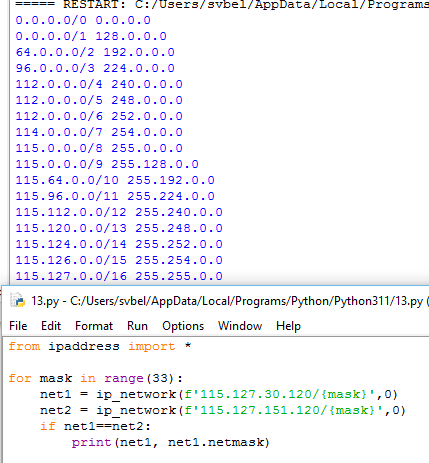 ===== RESTART: C:/Users/svbel/AppData/Local/Programs
0.0.0.0/0 0.0.0.0
0.0.0.0/1 128.0.0.0
64.0.0.0/2 192.0.0.0
96.0.0.0/3 224.0.0.0
112.0.0.0/4 240.0.0.0
112.0.0.0/5 248.0.0.0
112.0.0.0/6 252.0.0.0
114.0.0.0/7 254.0.0.0
115.0.0.0/8 255.0.0.0
115.0.0.0/9 255.128.0.0
115.64.0.0/10 255.192.0.0
115.96.0.0/11 255.224.0.0
115.112.0.0/12 255.240.0.0
115.120.0.0/13 255.248.0.0
115.124.0.0/14 255.252.0.0
115.126.0.0/15 255.254.0.0
115.127.0.0/16 255.255.0.0
13.py - C:/Users/svbel/AppData/Local/Programs/Python/Python311/13.py (
File Edit Format Run Options Window Help
from ipaddress import *
for mask in range(33):
    net1 = ip_network(f'115.127.30.120/{mask}',0)
    net2 = ip_network(f'115.127.151.120/{mask}',0)
    if net1==net2:
        print(net1, net1.netmask)